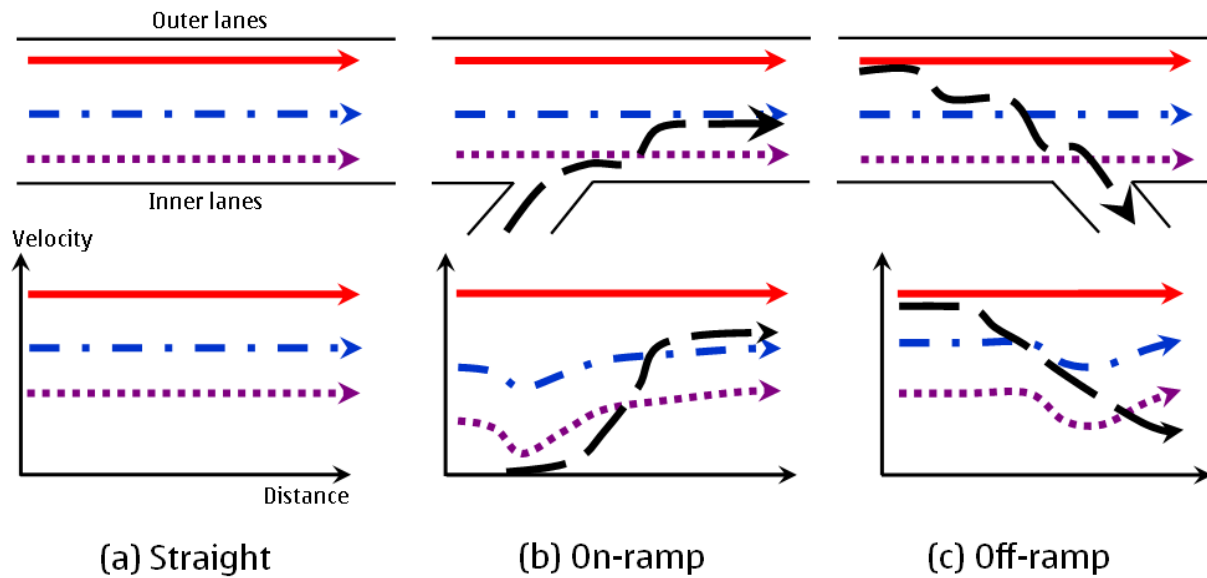 Outer lanes
Inner lanes
Velocity
Distance
(a) Straight
(b) On-ramp
(c) Off-ramp